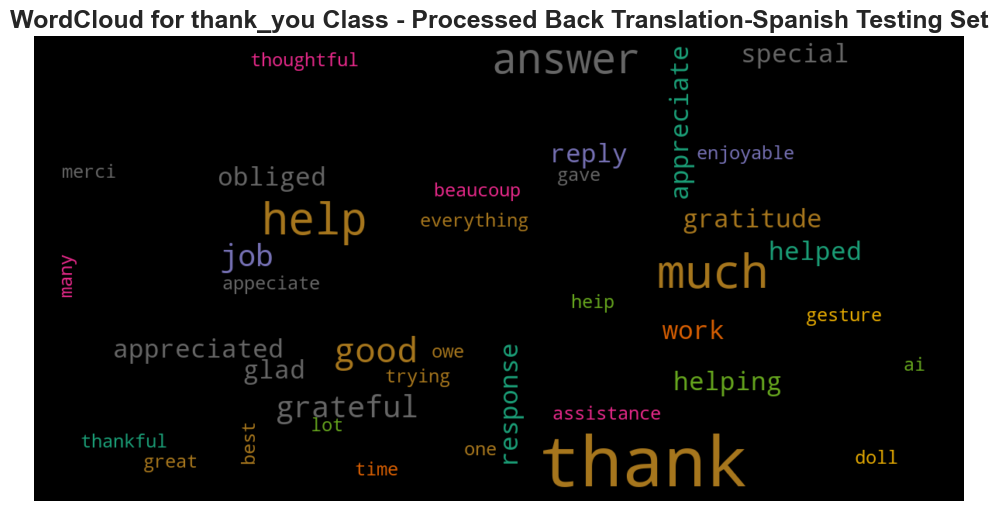 WordCloud for thank_you Class - Processed Back Translation-Spanish Testing Set
thoughtful
answer
special
appreciate
merci
obliged
beaucoup
reply
gave
enjoyable
help
everything
gratitude
job
helped
many
appeciate
much
heip
gesture
work
appreciated
good
owe
glad
trying
response
helping
ai
grateful
lot
assistance
thankful
best
great
time
one
thank
doll